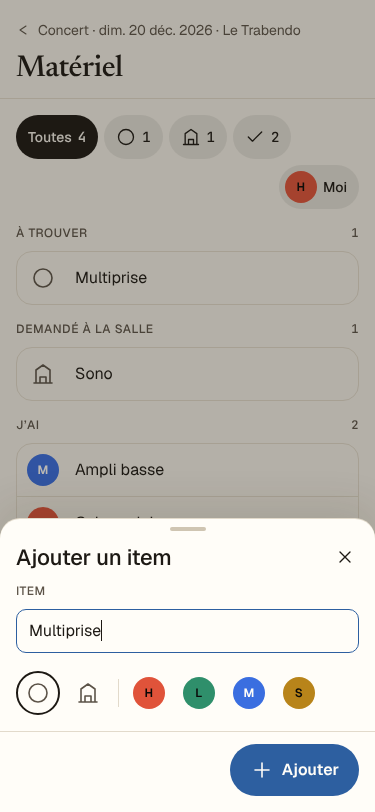 Concert · dim. 20 déc. 2026 · Le Trabendo
Matériel
Toutes 4
1
1
2
H Moi
À TROUVER 1
Multiprise
DEMANDÉ À LA SALLE 1
Sono
J'AI 2
M Ampli basse
Ajouter un item
ITEM
Multiprise
H L M S
Ajouter